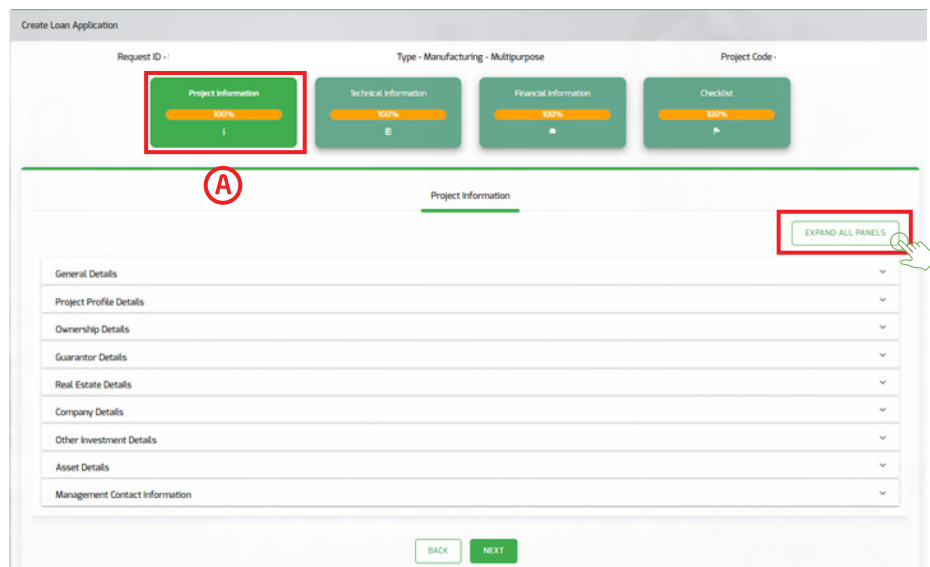 Create Loan Application
Request ID -
Type - Manufacturing - Multipurpose
Project Code
Project Information
100%
Technical Information
100%
Financial Information
100%
Checklist
100%
A
Project Information
EXPAND ALL PANELS
General Details
Project Profile Details
Ownership Details
Guarantor Details
Real Estate Details
Company Details
Other Investment Details
Asset Details
Management Contact Information
BACK
NEXT